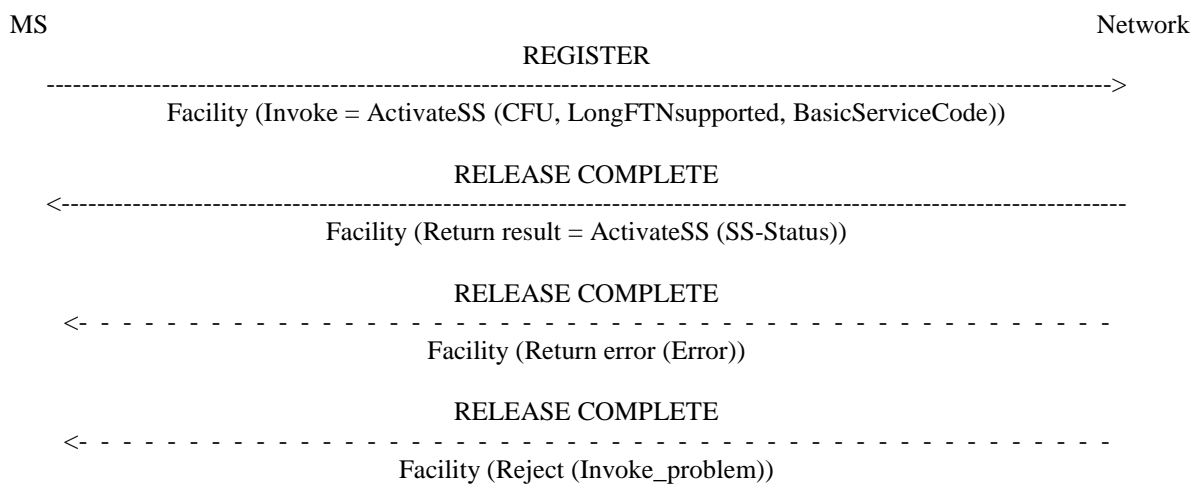 MS Network
REGISTER
------------------------------------------------------------------------------------------------------------------------>
Facility (Invoke = ActivateSS (CFU, LongFTNsupported, BasicServiceCode))
RELEASE COMPLETE
<------------------------------------------------------------------------------------------------------------------------
Facility (Return result = ActivateSS (SS-Status))
RELEASE COMPLETE
<- - - - - - - - - - - - - - - - - - - - - - - - - - - - - - - - - - - - - - - - - - - - - - - - - - - - - - - - -
Facility (Return error (Error))
RELEASE COMPLETE
<- - - - - - - - - - - - - - - - - - - - - - - - - - - - - - - - - - - - - - - - - - - - - - - - - - - - - - - - -
Facility (Reject (Invoke_problem))